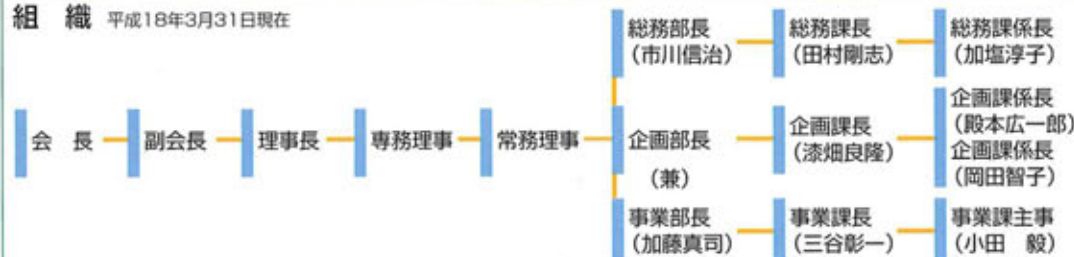 組　織 平成18年3月31日現在
会　長
副会長
理事長
専務理事
常務理事
総務部長
（市川信治）
総務課長
（田村剛志）
総務課係長
（加塩淳子）
企画部長
（兼）
企画課長
（漆畑良隆）
企画課係長
（殿本広一郎）
企画課係長
（岡田智子）
事業部長
（加藤真司）
事業課長
（三谷彰一）
事業課主事
（小田　毅）